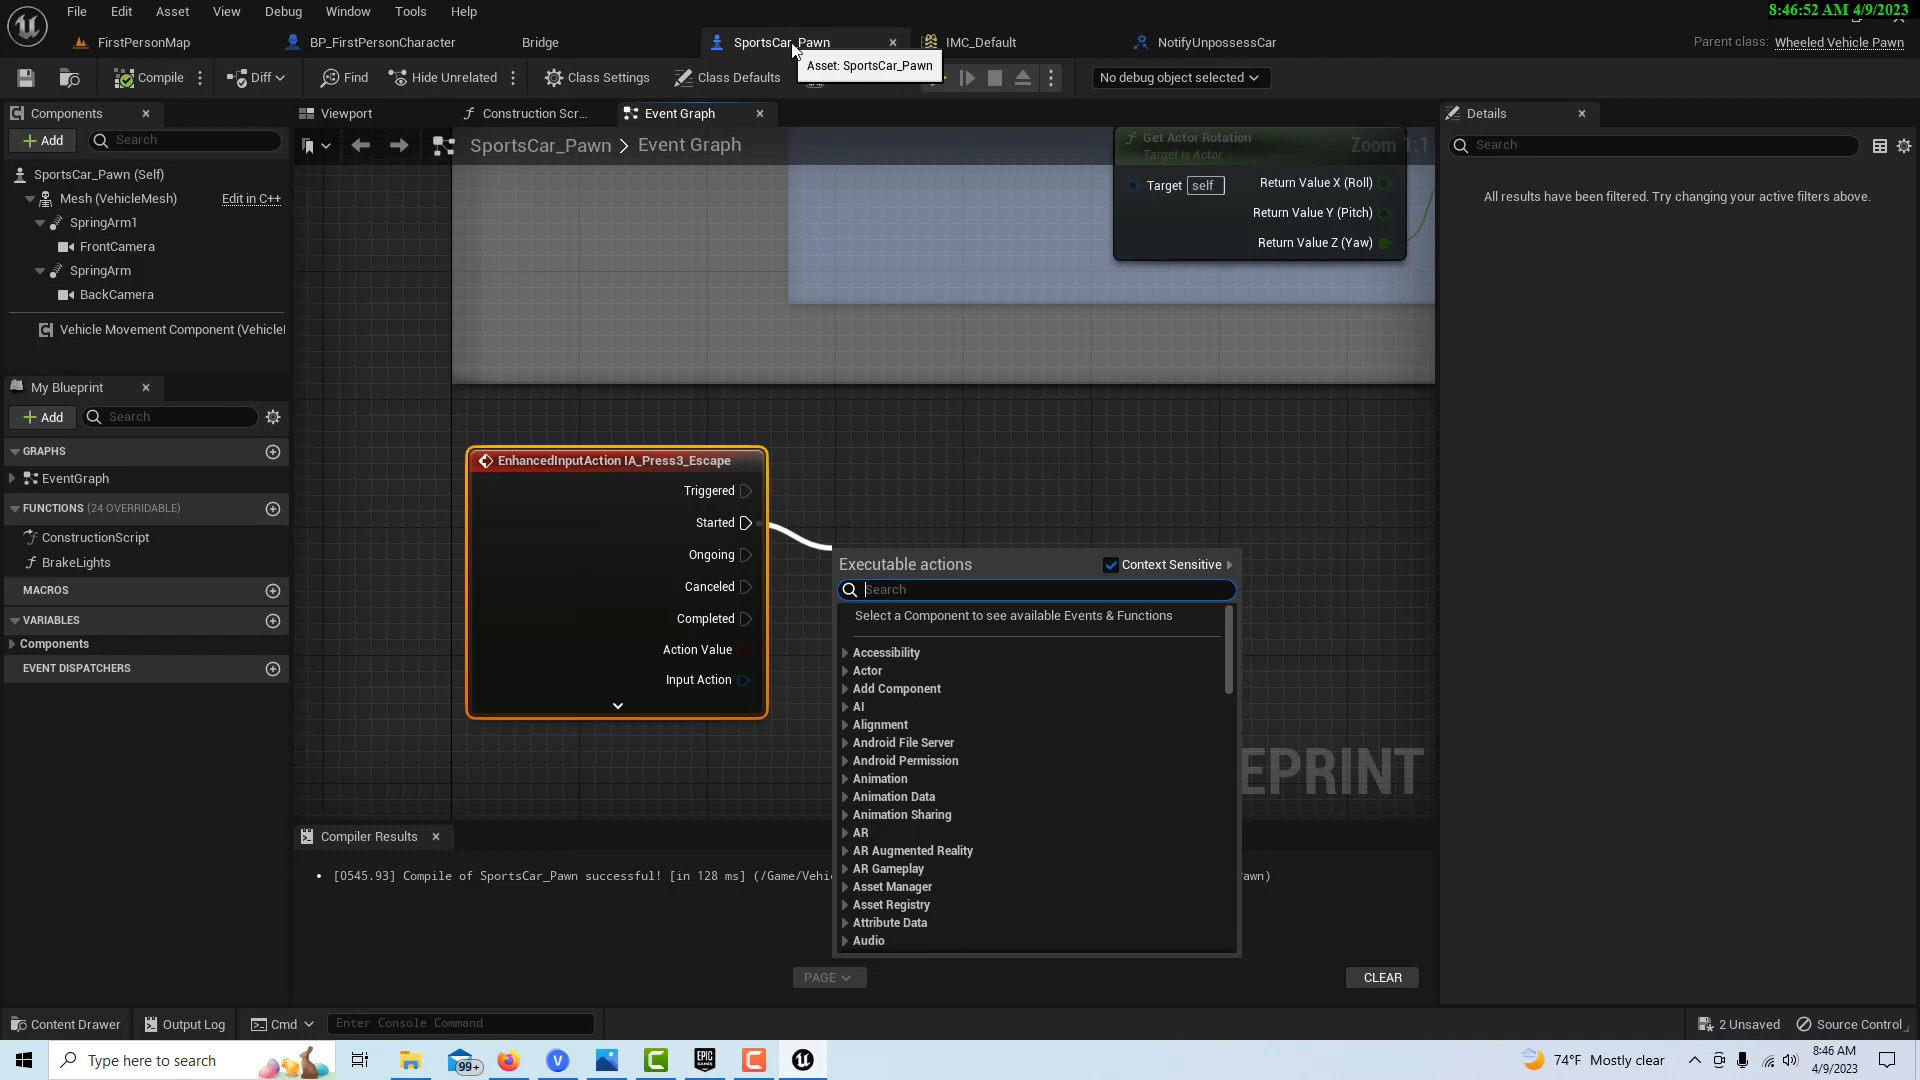 File Edit Asset View Debug Window Tools Help
8:46:52 AM 4/9/2023
FirstPersonMap BP_FirstPersonCharacter Bridge SportsCar_Pawn IMC_Default NotifyUnpossessCar
Parent class: Wheeled Vehicle Pawn
Asset: SportsCar_Pawn
Compile Diff Find Hide Unrelated Class Settings Class Defaults No debug object selected
Components
Add Search
SportsCar_Pawn (Self)
Mesh (VehicleMesh) Edit in C++
SpringArm1
FrontCamera
SpringArm
BackCamera
Vehicle Movement Component (Vehicle
My Blueprint
Add Search
GRAPHS
EventGraph
FUNCTIONS (24 OVERRIDABLE)
ConstructionScript
BrakeLights
MACROS
VARIABLES
Components
EVENT DISPATCHERS
Viewport Construction Scr... Event Graph
SportsCar_Pawn > Event Graph
Zoom 1:1
Get Actor Rotation
Target is Actor
Target self Return Value X (Roll)
Return Value Y (Pitch)
Return Value Z (Yaw)
EnhancedInputAction IA_Press3_Escape
Triggered
Started
Ongoing
Canceled
Completed
Action Value
Input Action
Executable actions Context Sensitive
Search
Select a Component to see available Events & Functions
Accessibility
Actor
Add Component
AI
Alignment
Android File Server
Android Permission
Animation
Animation Data
Animation Sharing
AR
AR Augmented Reality
AR Gameplay
Asset Manager
Asset Registry
Attribute Data
Audio
EPRINT
Compiler Results
[0545.93] Compile of SportsCar_Pawn successful! [in 128 ms] (/Game/Vehi awn)
PAGE CLEAR
Details
Search
All results have been filtered. Try changing your active filters above.
Content Drawer Output Log Cmd Enter Console Command 2 Unsaved Source Control
Type here to search 99+ EPIC GAMES 74°F Mostly clear 8:46 AM
4/9/2023